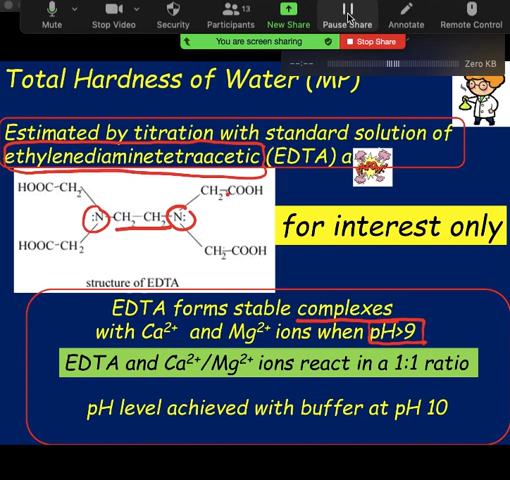 13
Mute
Stop Video
Security
Participants
New Share
Pause Share
Annotate
Remote Control
You are screen sharing
Stop Share
--:--
Zero KB
Total Hardness of Water (MP)
Estimated by titration with standard solution of
ethylenediaminetetraacetic (EDTA) a
HOOC-CH2
CH2-COOH
:N-CH2-CH2-N:
HOOC-CH2
CH2-COOH
structure of EDTA
for interest only
EDTA forms stable complexes
with Ca²⁺ and Mg²⁺ ions when pH>9
EDTA and Ca²⁺/Mg²⁺ ions react in a 1:1 ratio
pH level achieved with buffer at pH 10